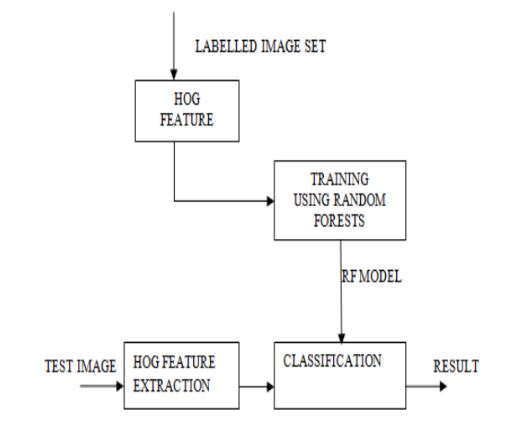 LABELLED IMAGE SET
HOG
FEATURE
TRAINING
USING RANDOM
FORESTS
RF MODEL
TEST IMAGE
HOG FEATURE
EXTRACTION
CLASSIFICATION
RESULT